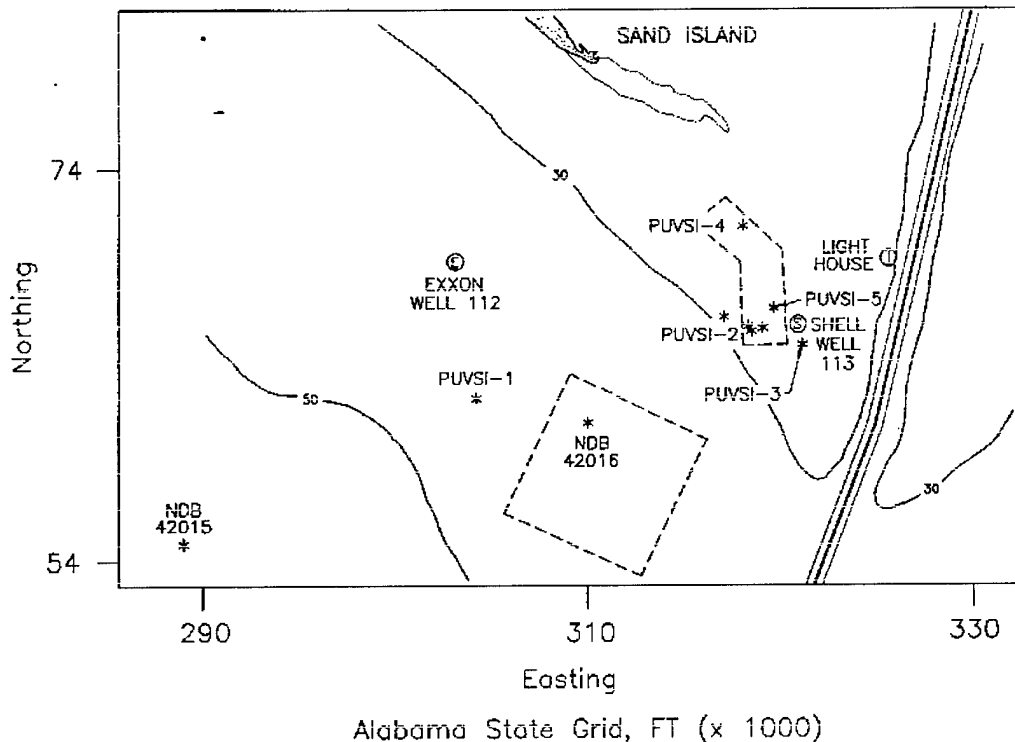 SAND ISLAND
74
30
PUVSI-4
LIGHT
HOUSE
E
EXXON
WELL 112
PUVSI-5
PUVSI-2
S SHELL
WELL
113
PUVSI-1
PUVSI-3
50
NDB
42016
30
NDB
42015
54
290
310
330
Northing
Easting
Alabama State Grid, FT (x 1000)